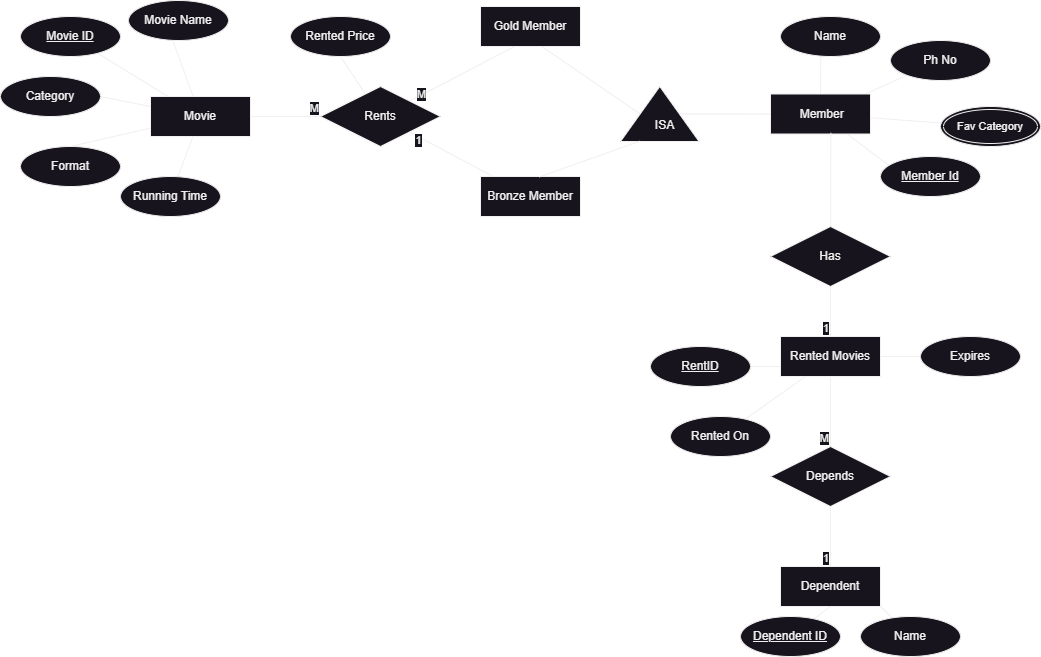 Movie Name
Movie ID
Rented Price
Gold Member
Name
Ph No
Category
Movie
M
Rents
M
1
ISA
Member
Fav Category
Format
Running Time
Bronze Member
Member Id
Has
1
Rented Movies
Expires
RentID
Rented On
M
Depends
1
Dependent
Dependent ID
Name